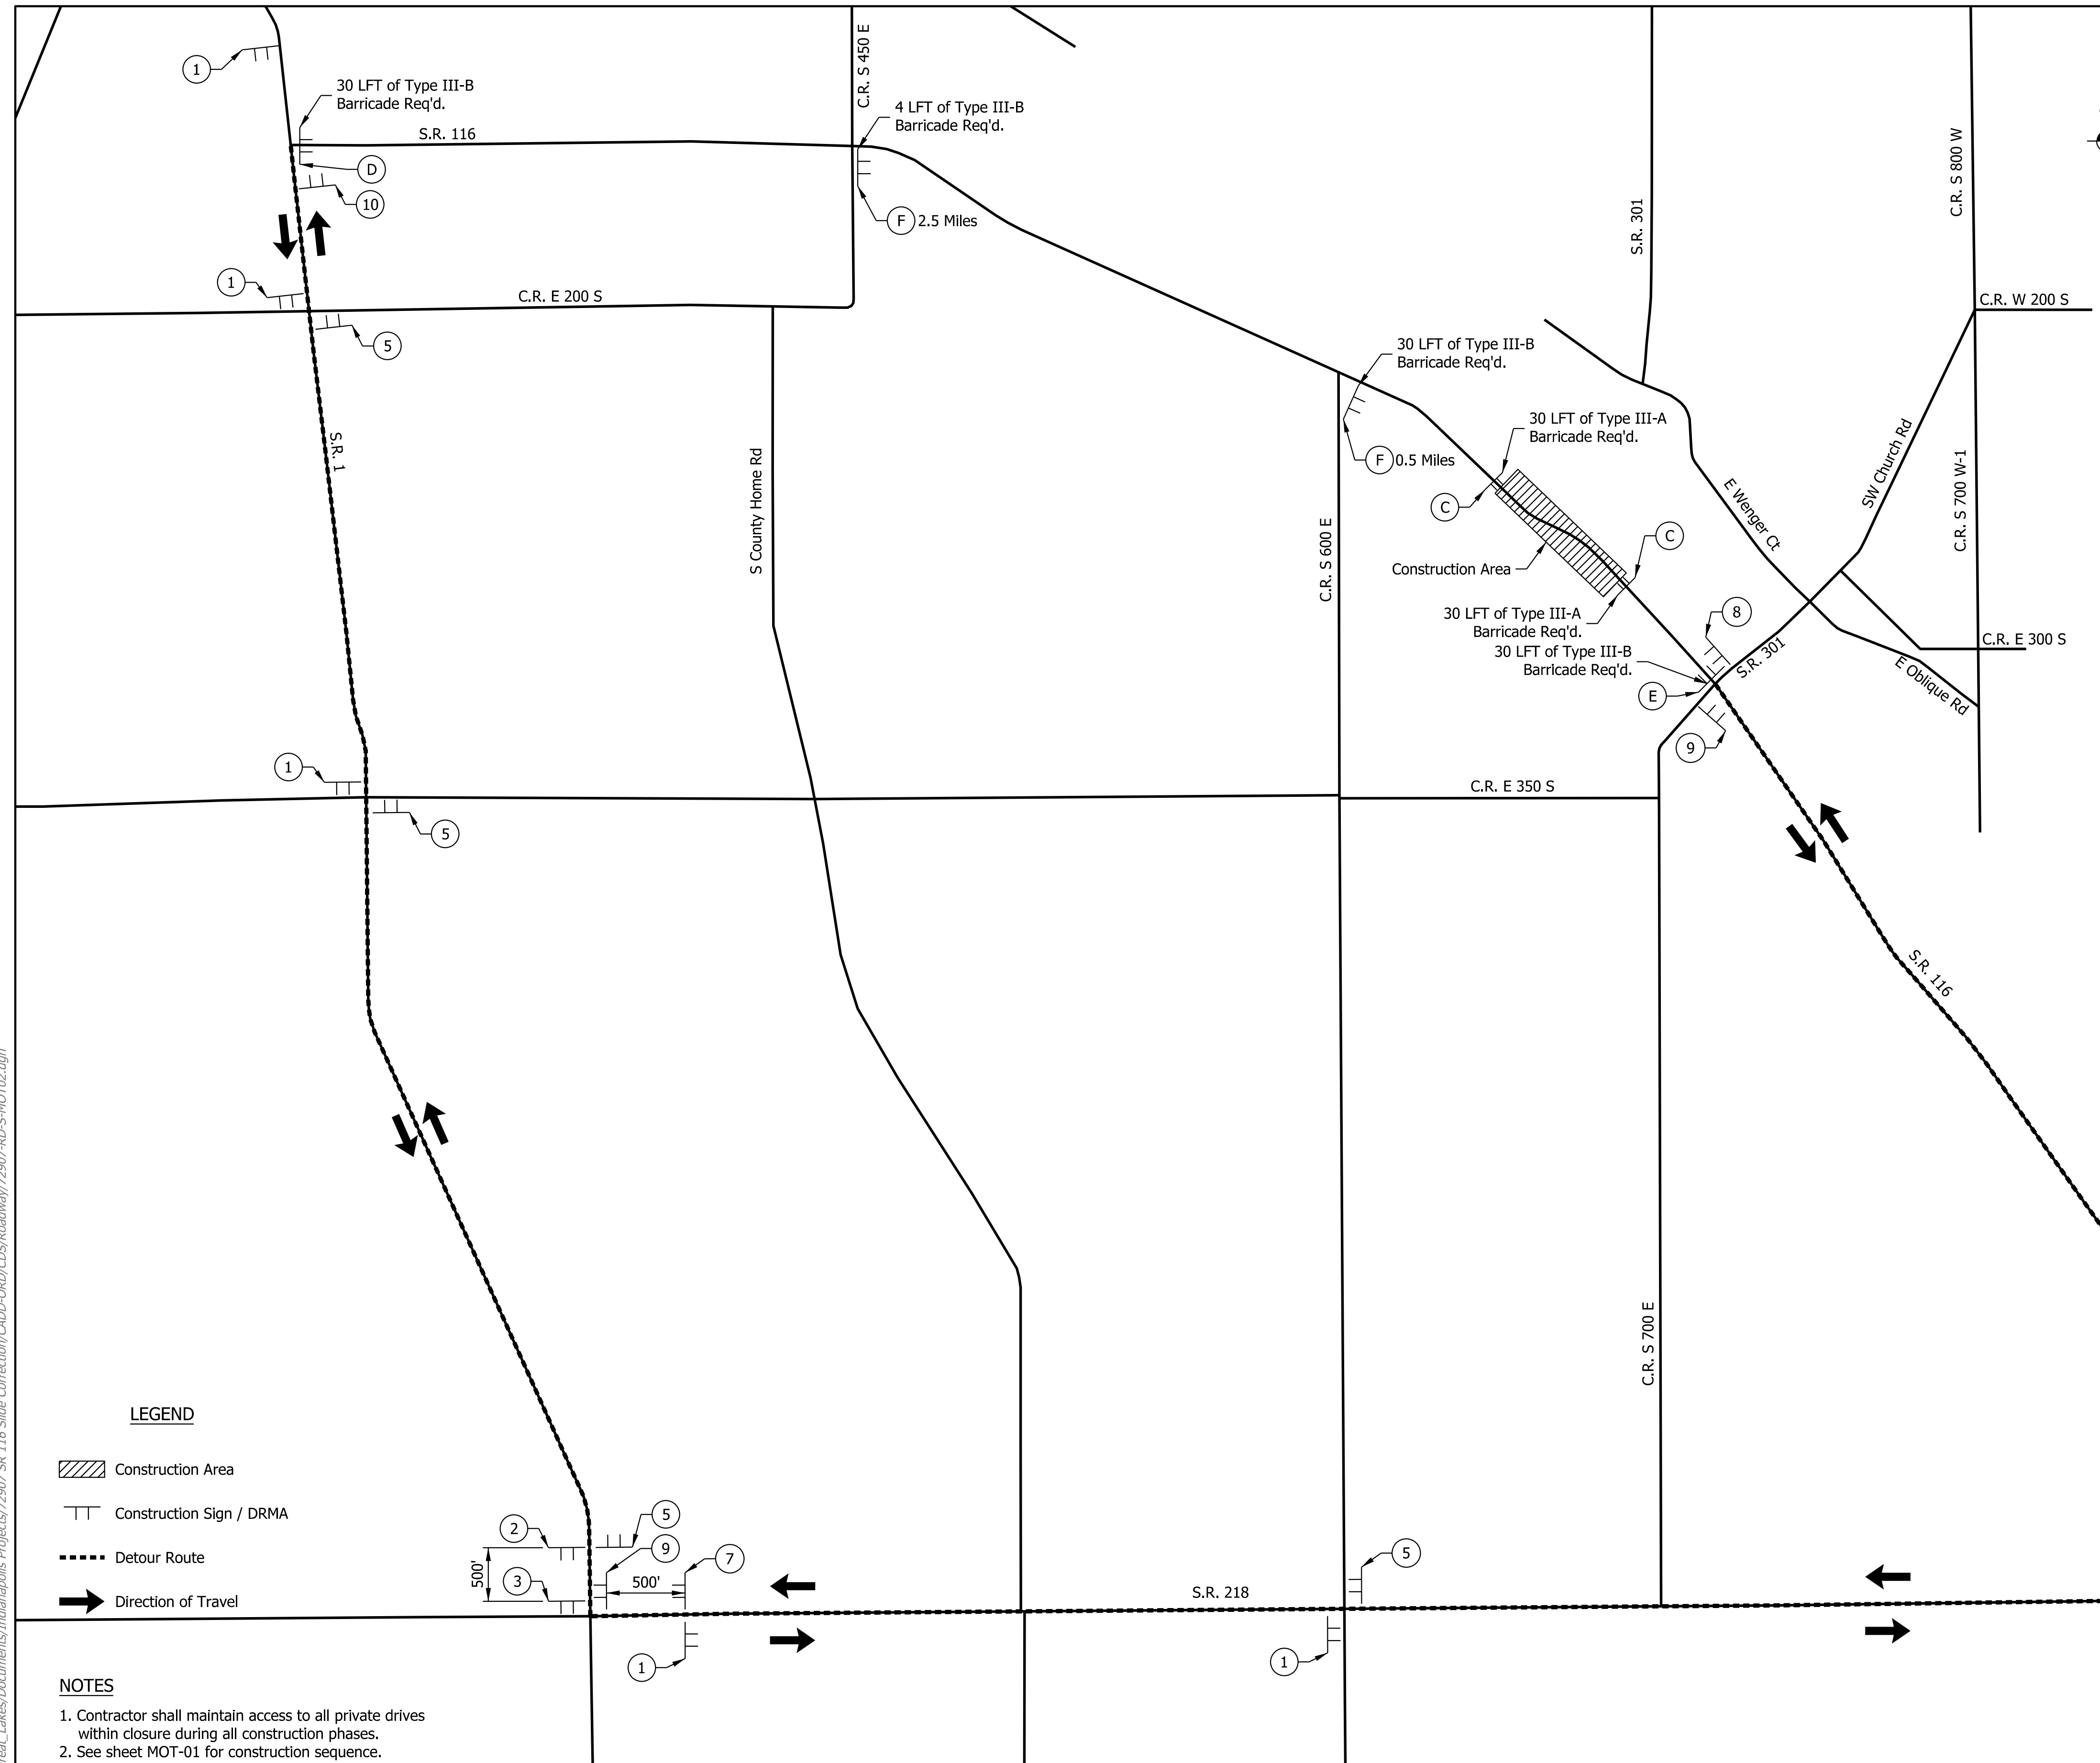 1
30 LFT of Type III-B
Barricade Req'd.
S.R. 116
C.R. S 450 E
4 LFT of Type III-B
Barricade Req'd.
D
10
F 2.5 Miles
1
C.R. E 200 S
5
S.R. 1
S County Home Rd
30 LFT of Type III-B
Barricade Req'd.
F 0.5 Miles
S.R. 301
C.R. S 800 W
C.R. W 200 S
30 LFT of Type III-A
Barricade Req'd.
C
C.R. S 600 E
Construction Area
C
E Wenger Ct
SW Church Rd
C.R. S 700 W-1
30 LFT of Type III-A
Barricade Req'd.
30 LFT of Type III-B
Barricade Req'd.
8
E
S.R. 301
9
C.R. E 300 S
E Oblique Rd
1
5
C.R. E 350 S
S.R. 116
C.R. S 700 E
LEGEND
Construction Area
Construction Sign / DRMA
Detour Route
Direction of Travel
2
5
9
7
500'
3
500'
1
S.R. 218
5
1
NOTES
1. Contractor shall maintain access to all private drives
within closure during all construction phases.
2. See sheet MOT-01 for construction sequence.